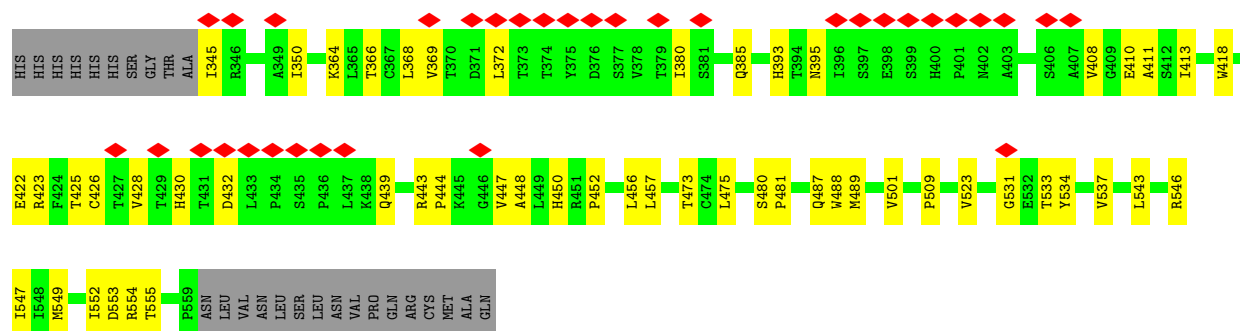 HIS HIS HIS HIS HIS HIS SER GLY THR ALA I345 R346 A349 I350 K364 L365 T366 C367 L368 V369 T370 D371 L372 T373 T374 Y375 D376 S377 V378 T379 I380 S381 Q385 H393 T394 N395 I396 S397 E398 S399 H400 P401 N402 A403 S406 A407 V408 G409 E410 A411 S412 I413 W418
E422 R423 F424 T425 C426 T427 V428 T429 H430 T431 D432 L433 P434 S435 P436 L437 K438 Q439 R443 P444 K445 G446 V447 A448 L449 H450 R451 P452 L456 L457 T473 C474 L475 S480 P481 Q487 W488 M489 V501 P509 V523 G531 E532 T533 Y534 V537 L543 R546
I547 I548 M549 I552 D553 R554 T555 P559 ASN LEU VAL ASN LEU SER LEU ASN VAL PRO GLN ARG CYS MET ALA GLN